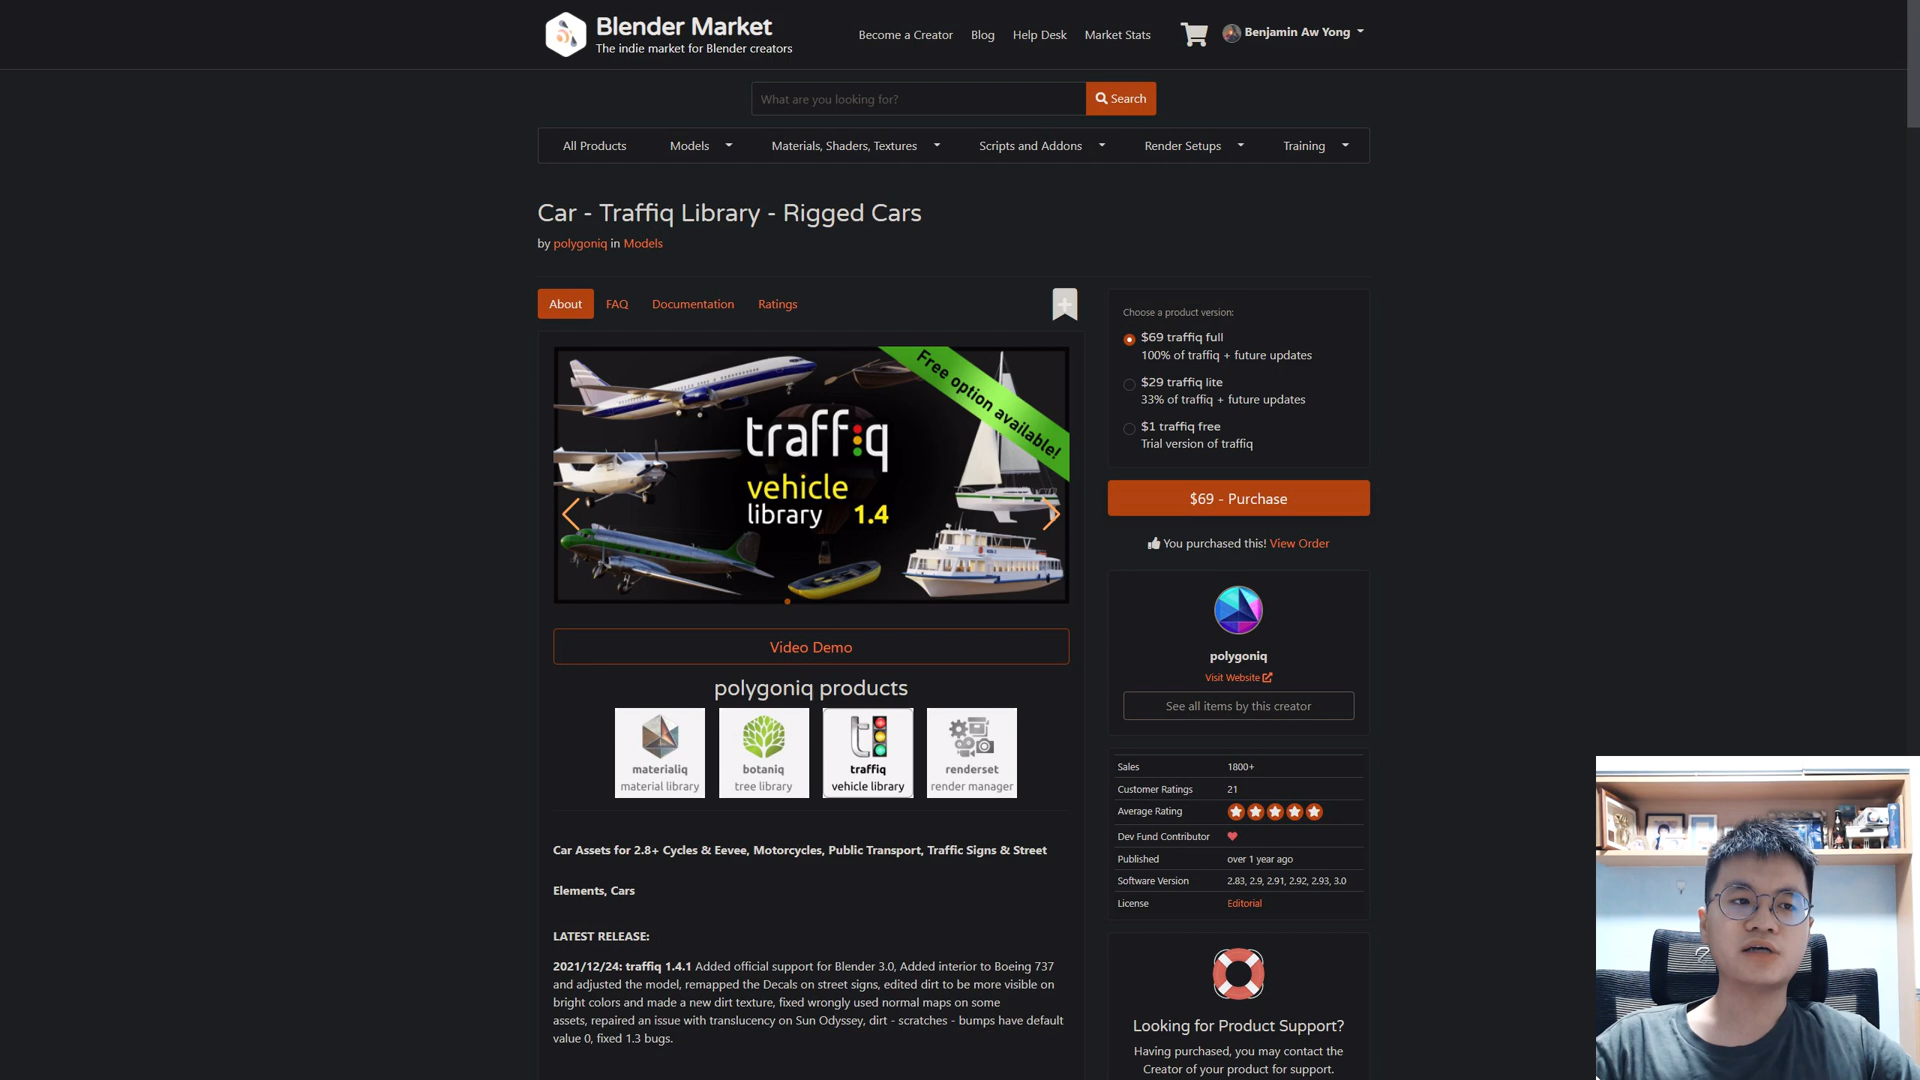 Blender Market
The indie market for Blender creators
Become a Creator
Blog
Help Desk
Market Stats
Benjamin Aw Yong
What are you looking for?
Search
All Products
Models
Materials, Shaders, Textures
Scripts and Addons
Render Setups
Training
Car - Traffiq Library - Rigged Cars
by polygoniq in Models
About
FAQ
Documentation
Ratings
Free option available!
traffiq
vehicle
library 1.4
Video Demo
polygoniq products
materialiq
material library
botaniq
tree library
traffiq
vehicle library
renderset
render manager
Car Assets for 2.8+ Cycles & Eevee, Motorcycles, Public Transport, Traffic Signs & Street
Elements, Cars
LATEST RELEASE:
2021/12/24: traffiq 1.4.1 Added official support for Blender 3.0, Added interior to Boeing 737
and adjusted the model, remapped the Decals on street signs, edited dirt to be more visible on
bright colors and made a new dirt texture, fixed wrongly used normal maps on some
assets, repaired an issue with translucency on Sun Odyssey, dirt - scratches - bumps have default
value 0, fixed 1.3 bugs.
Choose a product version:
$69 traffiq full
100% of traffiq + future updates
$29 traffiq lite
33% of traffiq + future updates
$1 traffiq free
Trial version of traffiq
$69 - Purchase
You purchased this! View Order
polygoniq
Visit Website
See all items by this creator
Sales 1800+
Customer Ratings 21
Average Rating
Dev Fund Contributor
Published over 1 year ago
Software Version 2.83, 2.9, 2.91, 2.92, 2.93, 3.0
License Editorial
Looking for Product Support?
Having purchased, you may contact the
Creator of your product for support.